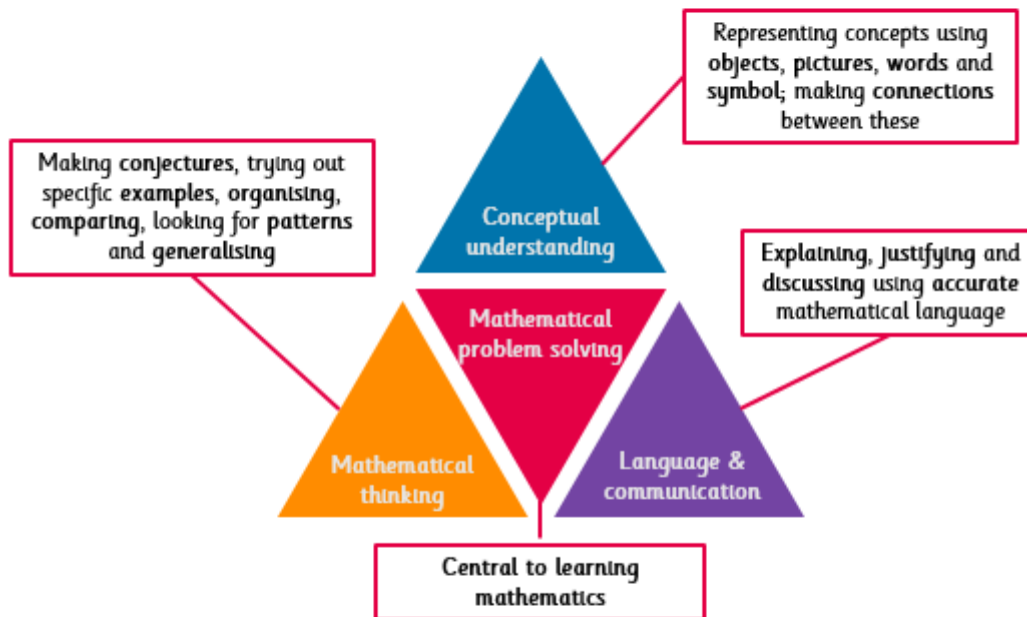 Representing concepts using
objects, pictures, words and
symbol; making connections
between these
Making conjectures, trying out
specific examples, organising,
comparing, looking for patterns
and generalising
Conceptual
understanding
Explaining, justifying and
discussing using accurate
mathematical language
Mathematical
problem solving
Mathematical
thinking
Language &
communication
Central to learning
mathematics